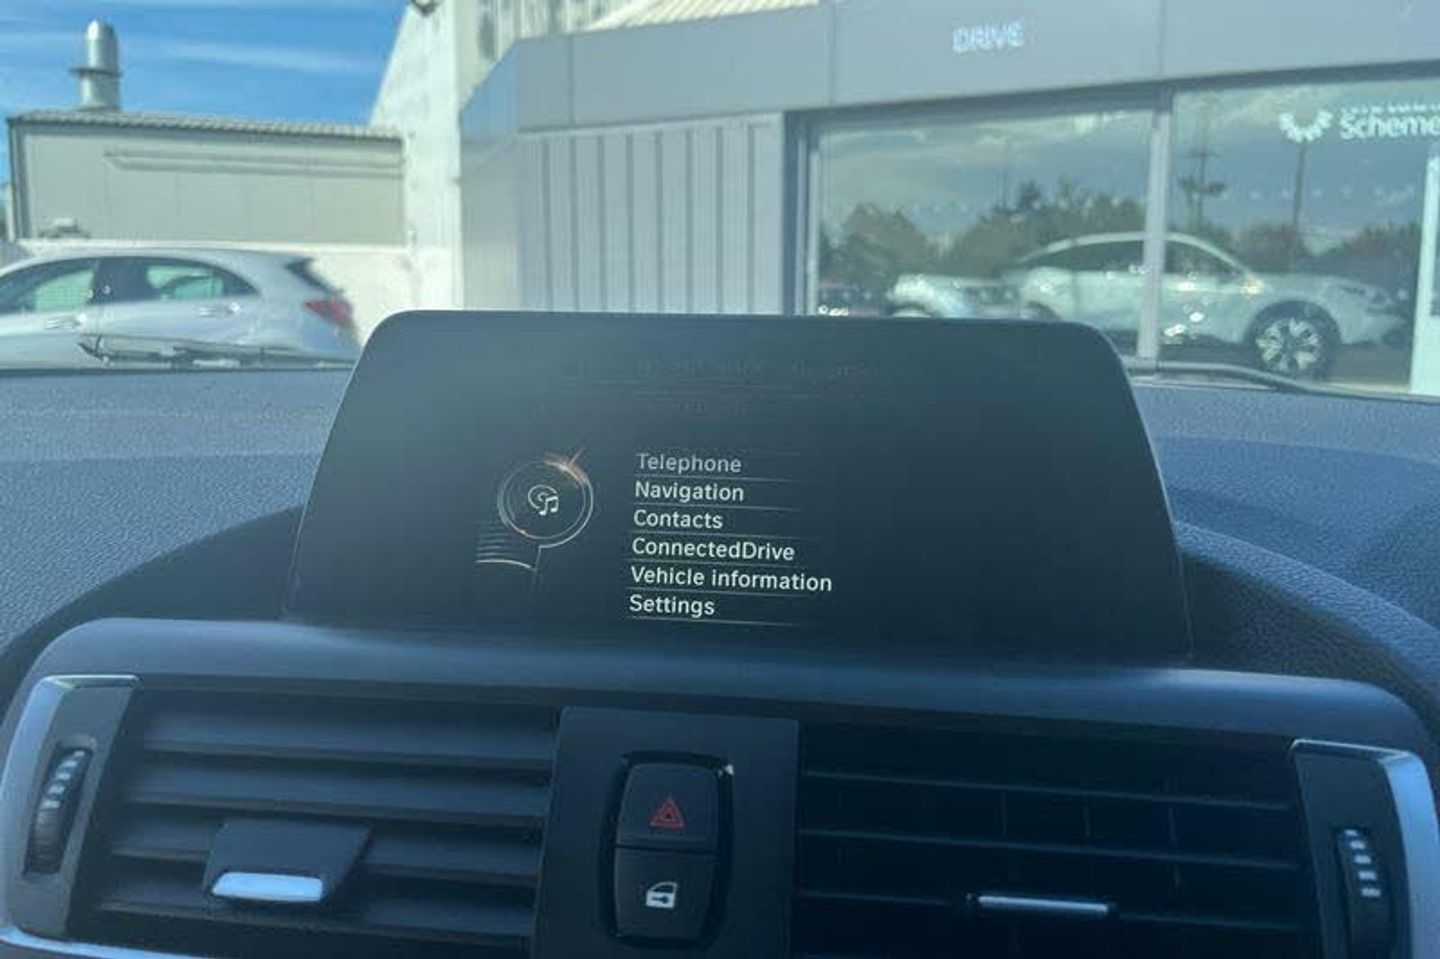 DRIVE
Scheme
Telephone
Navigation
Contacts
ConnectedDrive
Vehicle information
Settings